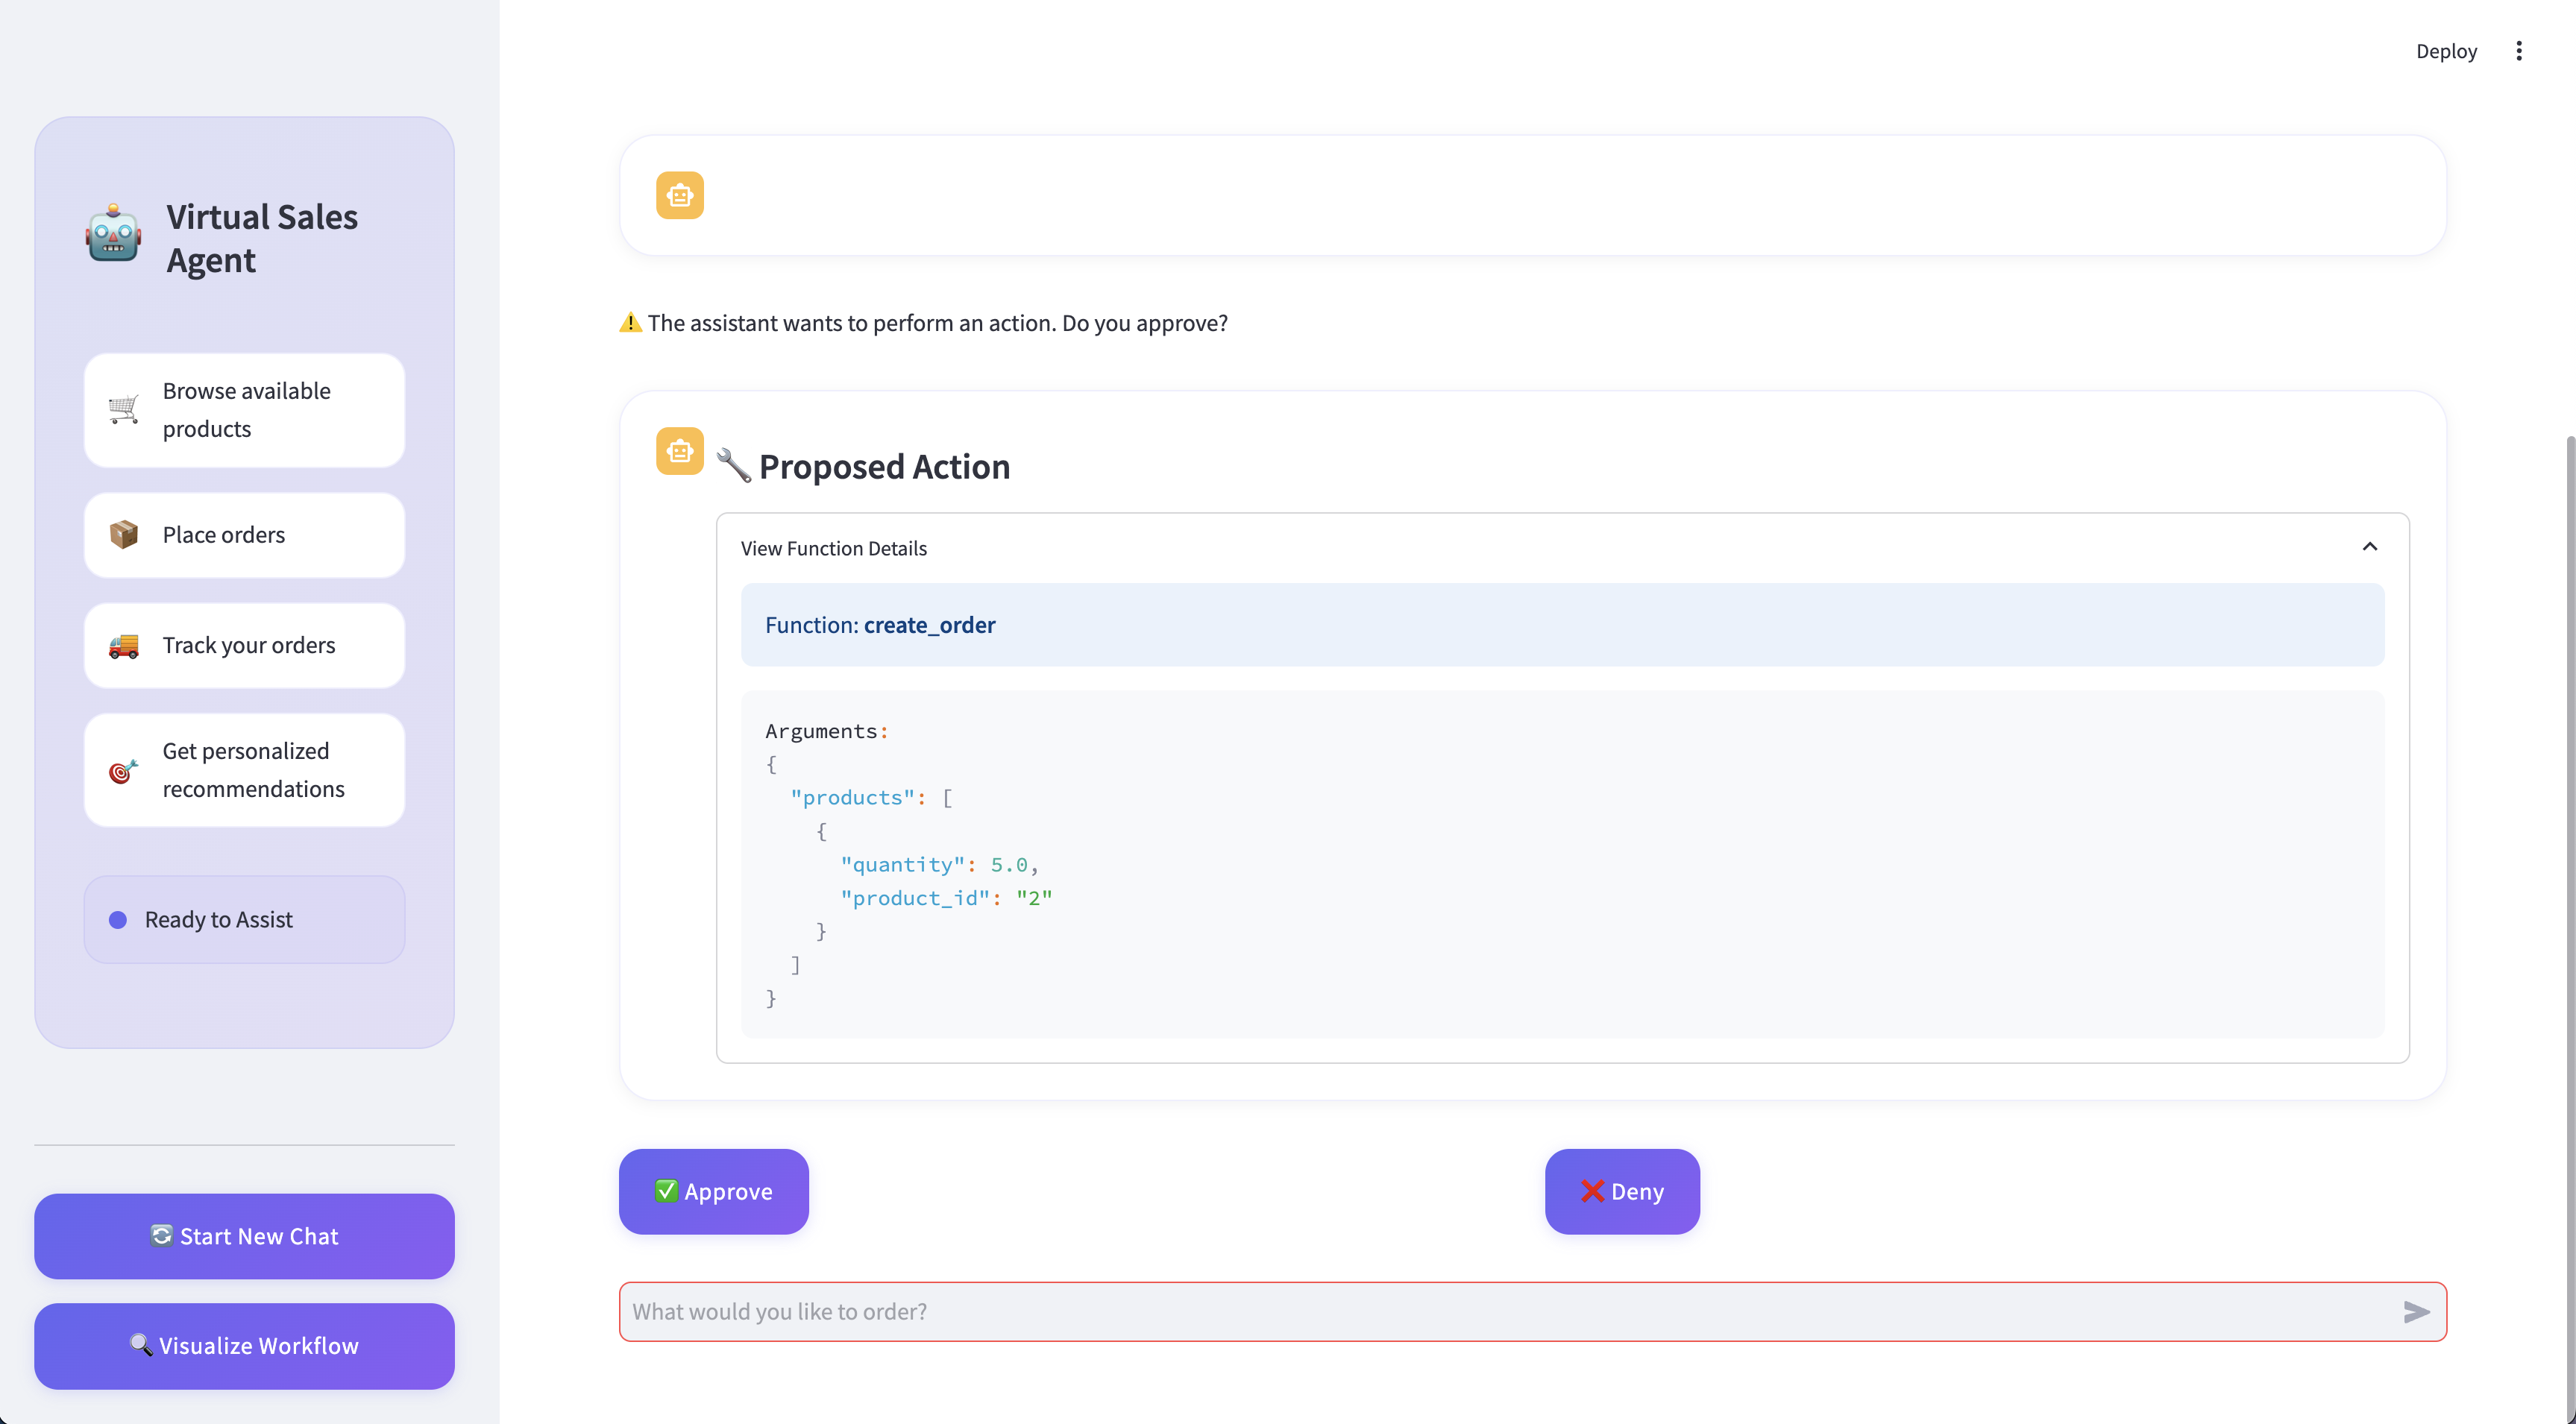 Virtual Sales
Agent
Browse available
products
Place orders
Track your orders
Get personalized
recommendations
Ready to Assist
Start New Chat
Visualize Workflow
Deploy
The assistant wants to perform an action. Do you approve?
Proposed Action
View Function Details
Function: create_order
Arguments:
{
"products": [
{
"quantity": 5.0,
"product_id": "2"
}
]
}
Approve
Deny
What would you like to order?